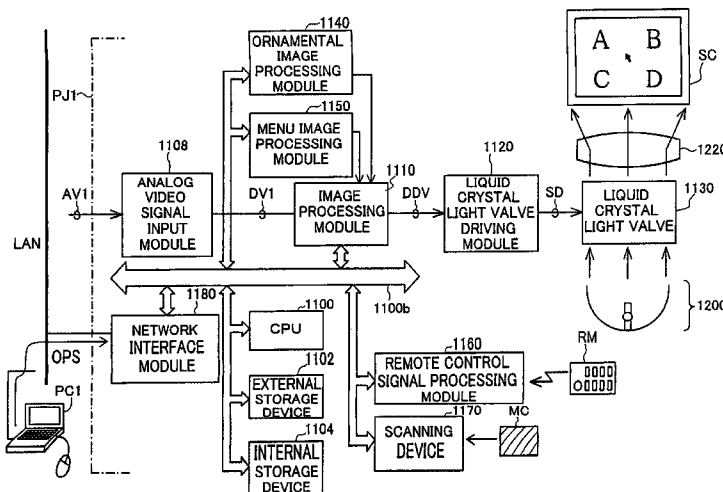 1140
ORNAMENTAL
IMAGE
PROCESSING
MODULE
A B
C D
SC
PJ1
1150
MENU IMAGE
PROCESSING
MODULE
1220
1108
ANALOG
VIDEO
SIGNAL
INPUT
MODULE
1110
IMAGE
PROCESSING
MODULE
1120
LIQUID
CRYSTAL
LIGHT VALVE
DRIVING
MODULE
1130
LIQUID
CRYSTAL
LIGHT VALVE
AV1
DV1
DDV
SD
LAN
1100b
1200
1180
NETWORK
INTERFACE
MODULE
OPS
PC1
1100
CPU
1102
EXTERNAL
STORAGE
DEVICE
1104
INTERNAL
STORAGE
DEVICE
1160
REMOTE CONTROL
SIGNAL PROCESSING
MODULE
RM
1170
SCANNING
DEVICE
MC